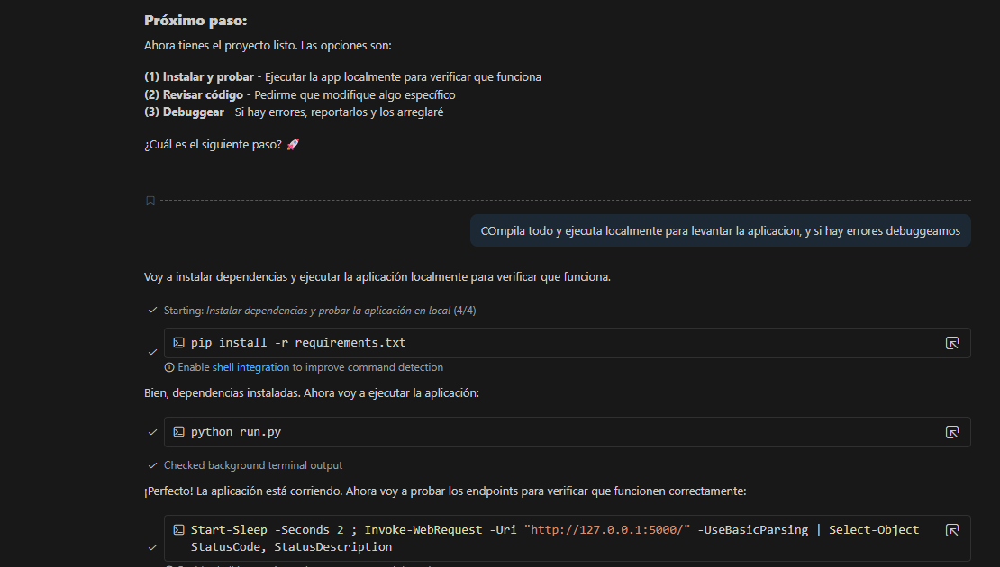 Próximo paso:
Ahora tienes el proyecto listo. Las opciones son:
(1) Instalar y probar - Ejecutar la app localmente para verificar que funciona
(2) Revisar código - Pedirme que modifique algo específico
(3) Debuggear - Si hay errores, reportarlos y los arreglaré
¿Cuál es el siguiente paso? 🚀
COmpila todo y ejecuta localmente para levantar la aplicacion, y si hay errores debuggeamos
Voy a instalar dependencias y ejecutar la aplicación localmente para verificar que funciona.
Starting: Instalar dependencias y probar la aplicación en local (4/4)
pip install -r requirements.txt
Enable shell integration to improve command detection
Bien, dependencias instaladas. Ahora voy a ejecutar la aplicación:
python run.py
Checked background terminal output
¡Perfecto! La aplicación está corriendo. Ahora voy a probar los endpoints para verificar que funcionen correctamente:
Start-Sleep -Seconds 2 ; Invoke-WebRequest -Uri "http://127.0.0.1:5000/" -UseBasicParsing | Select-Object
StatusCode, StatusDescription